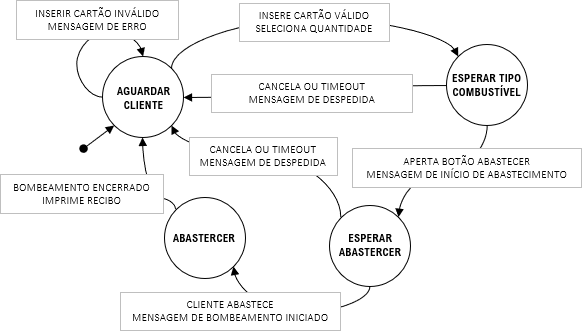 INSERIR CARTÃO INVÁLIDO
MENSAGEM DE ERRO
INSERE CARTÃO VÁLIDO
SELECIONA QUANTIDADE
AGUARDAR
CLIENTE
CANCELA OU TIMEOUT
MENSAGEM DE DESPEDIDA
ESPERAR TIPO
COMBUSTÍVEL
CANCELA OU TIMEOUT
MENSAGEM DE DESPEDIDA
APERTA BOTÃO ABASTECER
MENSAGEM DE INÍCIO DE ABASTECIMENTO
BOMBEAMENTO ENCERRADO
IMPRIME RECIBO
ABASTERCER
ESPERAR
ABASTERCER
CLIENTE ABASTECE
MENSAGEM DE BOMBEAMENTO INICIADO